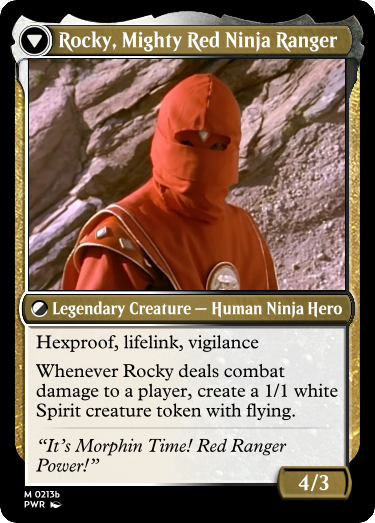 Rocky, Mighty Red Ninja Ranger
Legendary Creature — Human Ninja Hero
Hexproof, lifelink, vigilance
Whenever Rocky deals combat
damage to a player, create a 1/1 white
Spirit creature token with flying.
“It’s Morphin Time! Red Ranger
Power!”
4/3
M 0213b
PWR